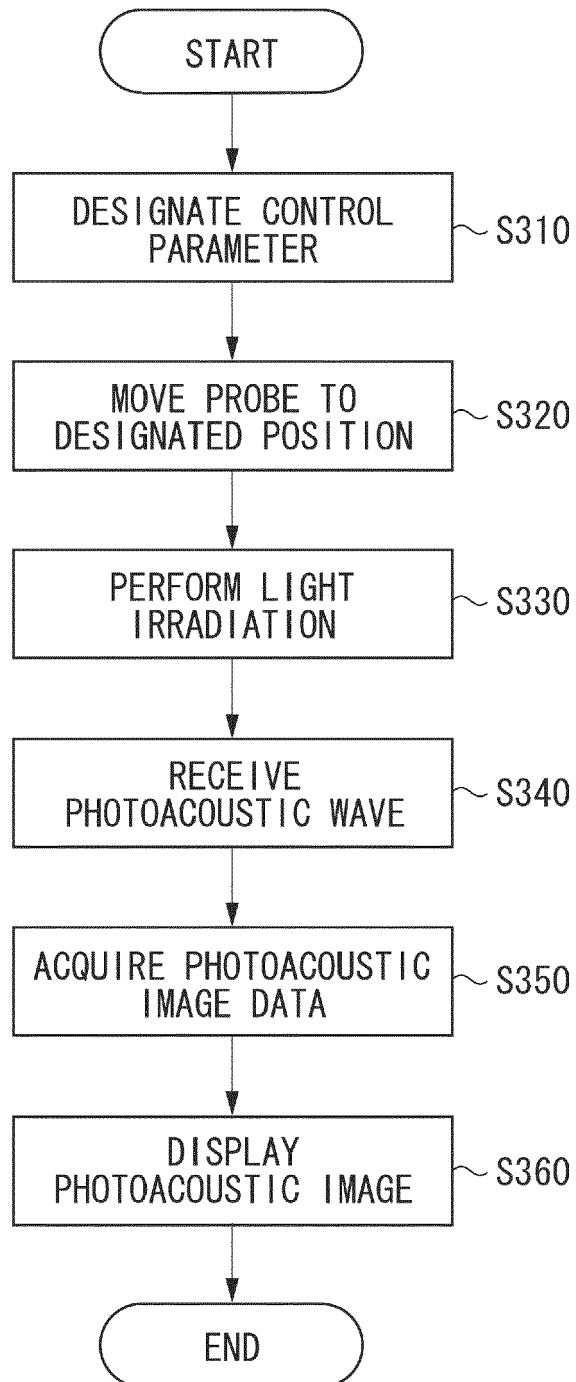 START
DESIGNATE CONTROL
PARAMETER
S310
MOVE PROBE TO
DESIGNATED POSITION
S320
PERFORM LIGHT
IRRADIATION
S330
RECEIVE
PHOTOACOUSTIC WAVE
S340
ACQUIRE PHOTOACOUSTIC
IMAGE DATA
S350
DISPLAY
PHOTOACOUSTIC IMAGE
S360
END